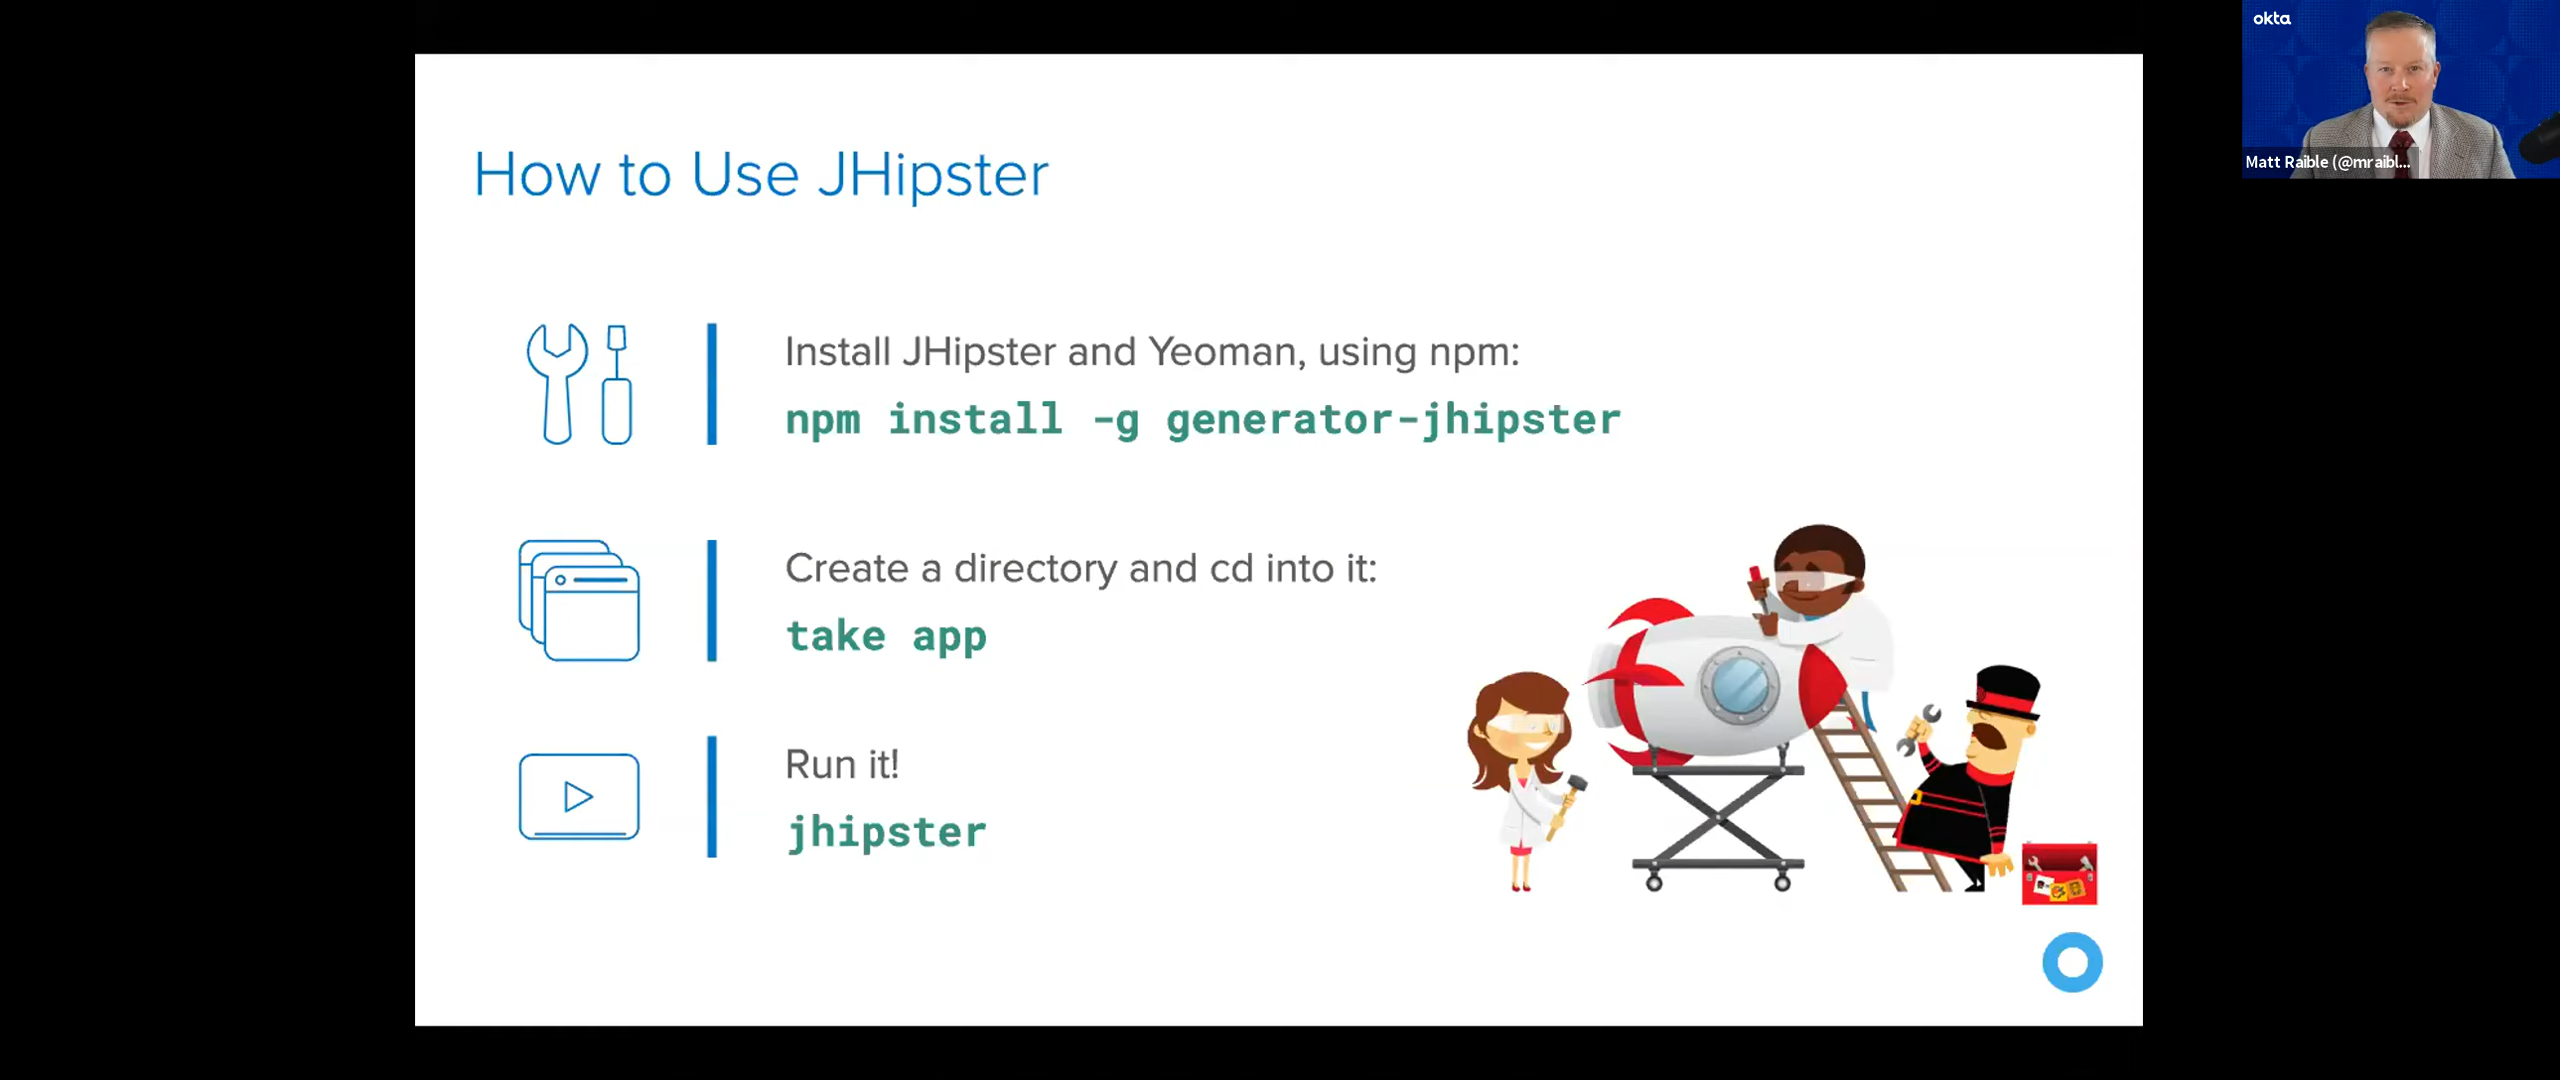 okta
Matt Raible (@mraibl...
How to Use JHipster
Install JHipster and Yeoman, using npm:
npm install -g generator-jhipster
Create a directory and cd into it:
take app
Run it!
jhipster